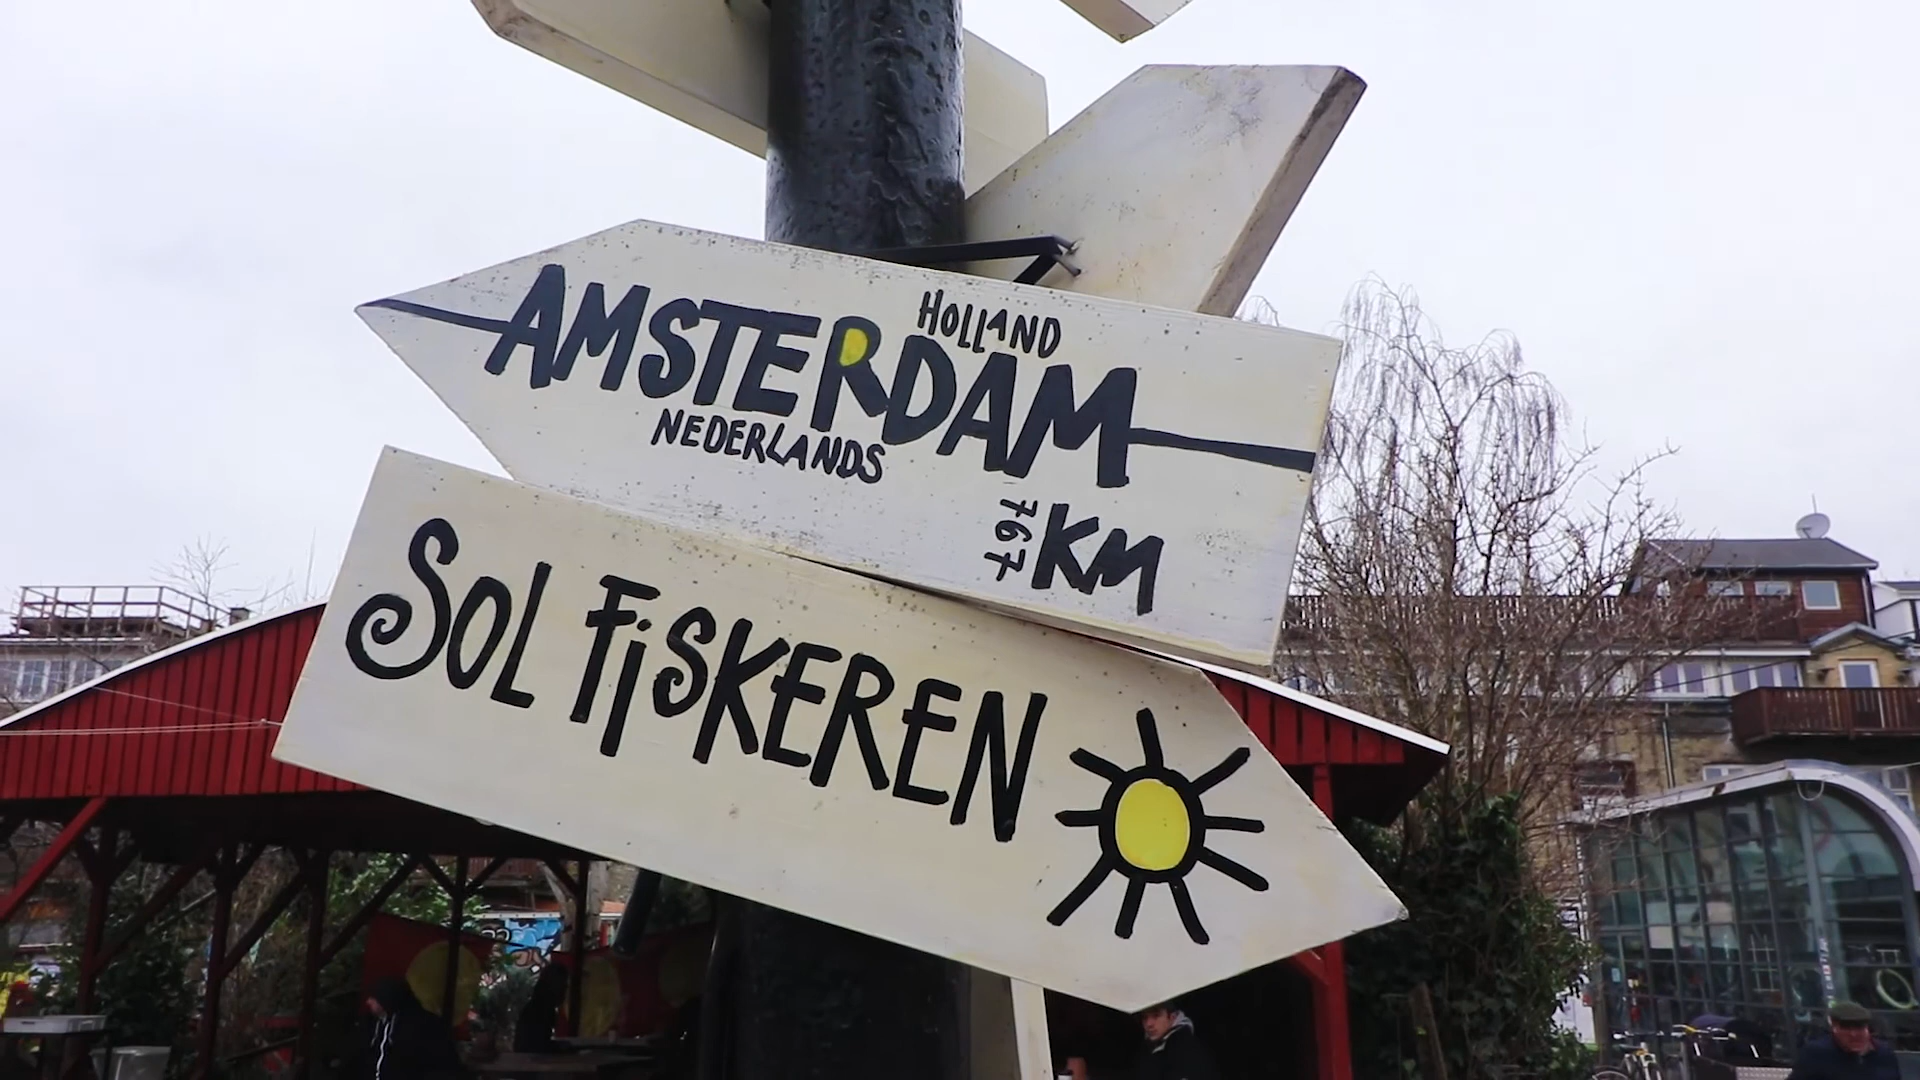 HOLLAND
AMSTERDAM
NEDERLANDS
767 KM
SOL FiSKEREN